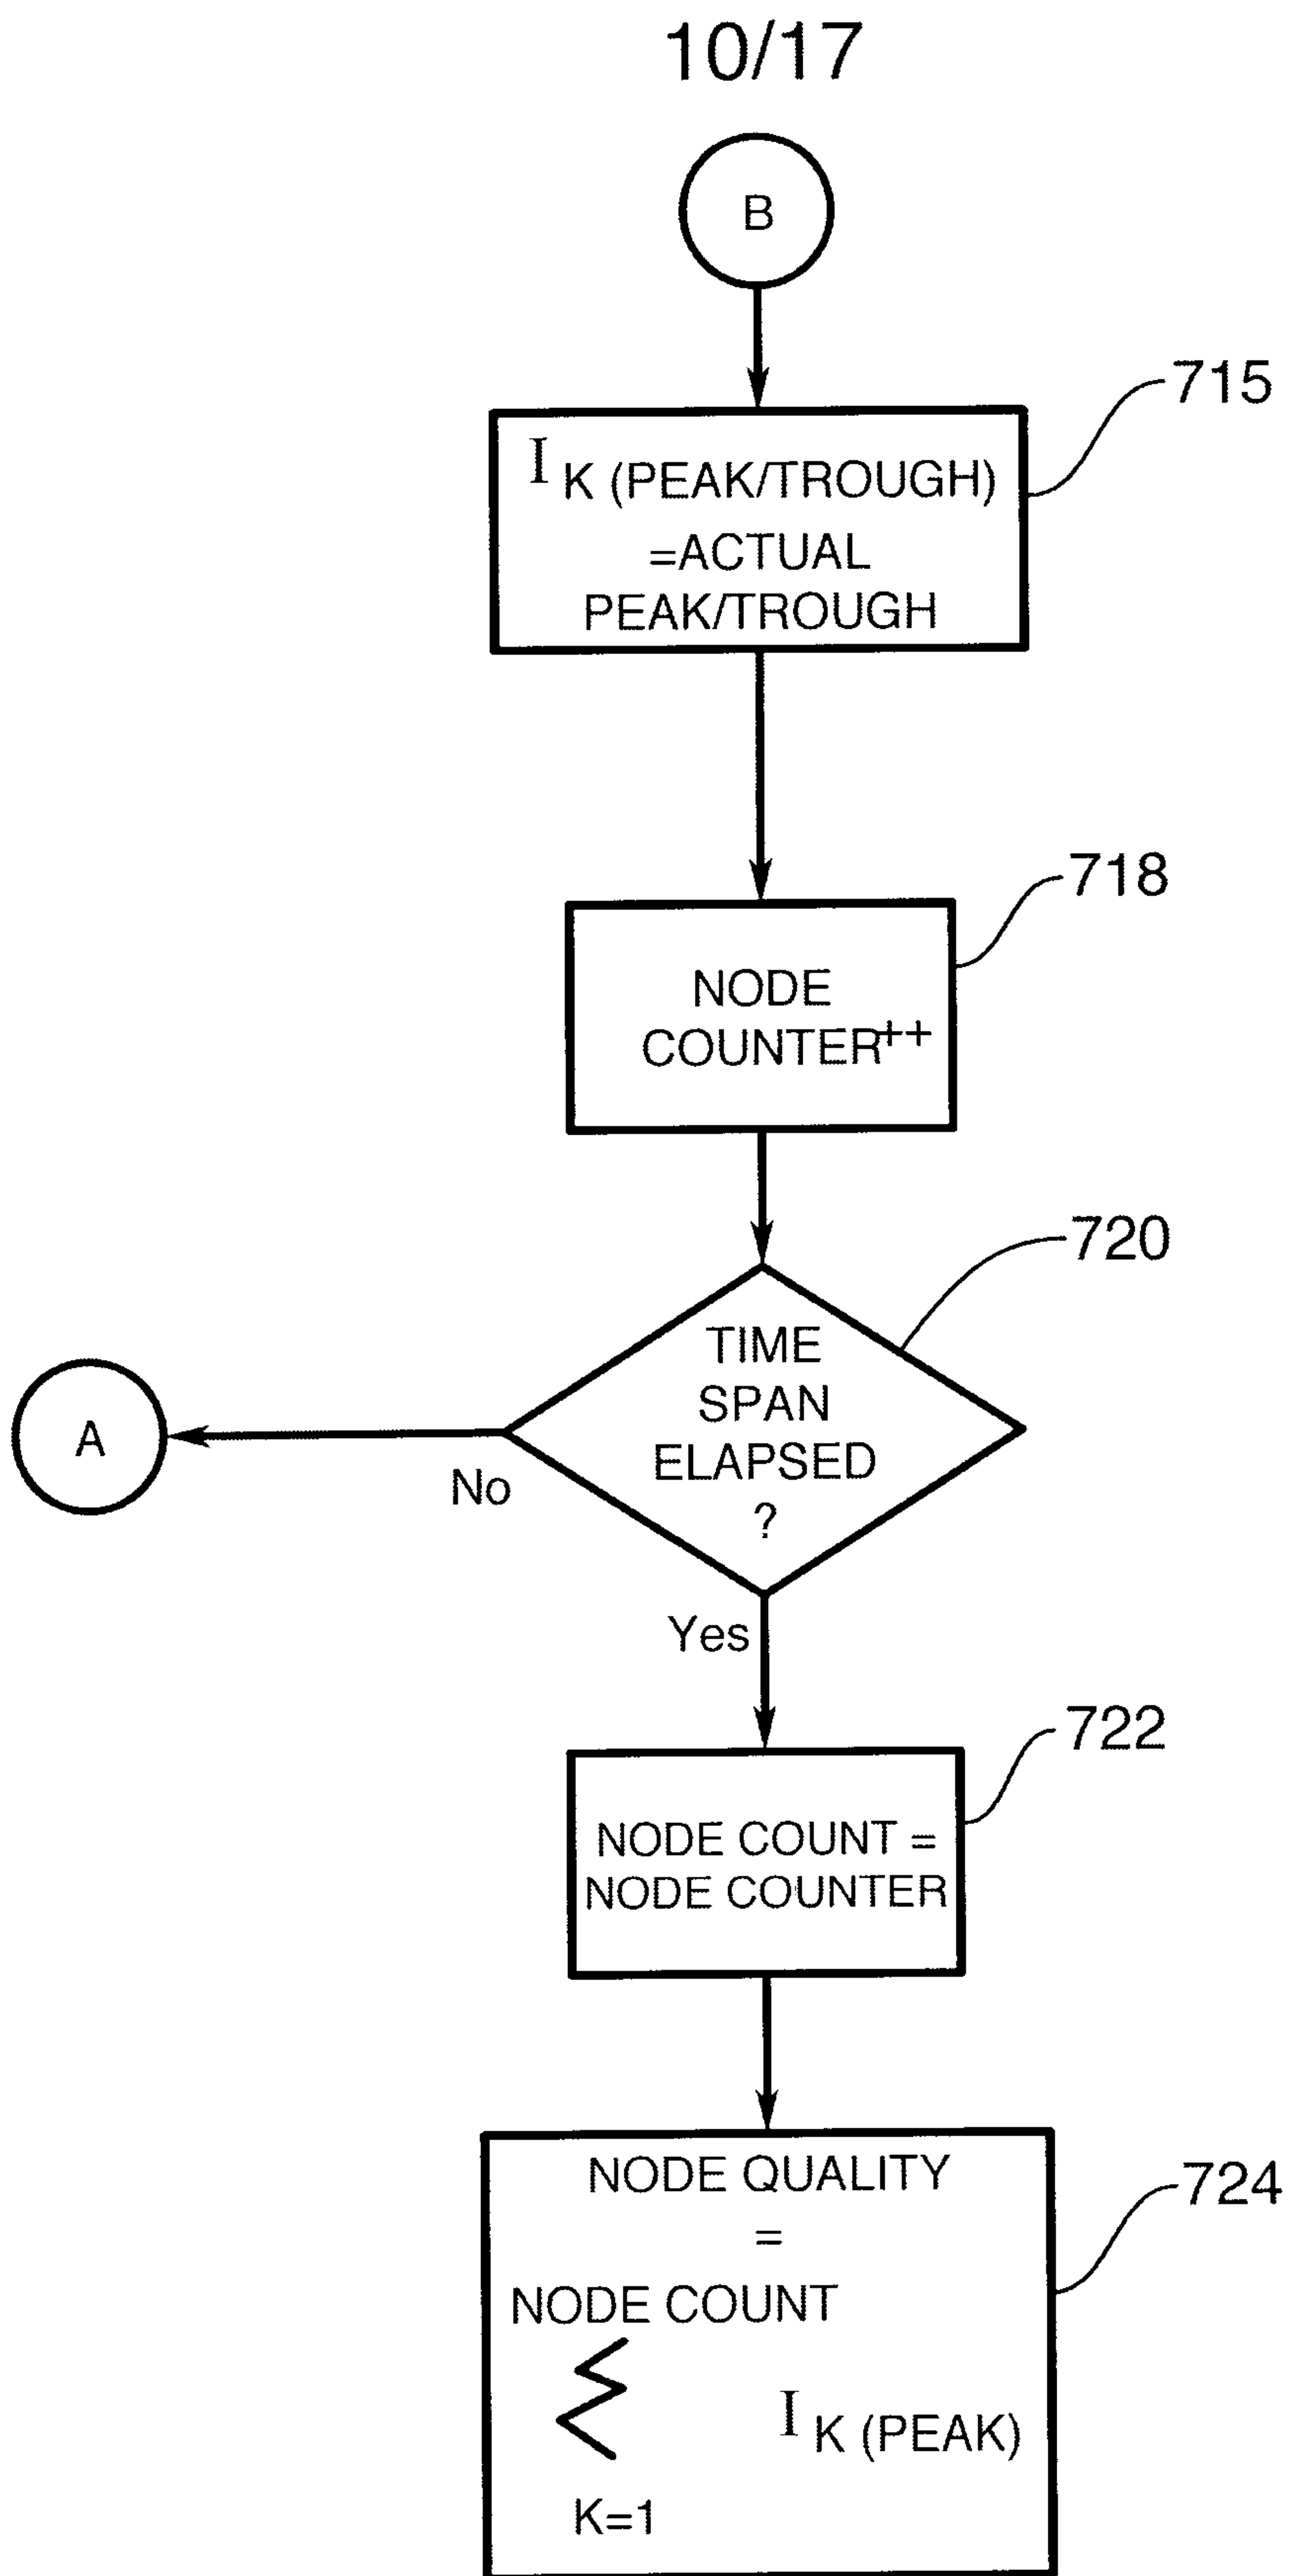 10/17
B
715
I K (PEAK/TROUGH)
=ACTUAL
PEAK/TROUGH
718
NODE
COUNTER++
720
TIME
SPAN
ELAPSED
?
A
No
Yes
722
NODE COUNT =
NODE COUNTER
724
NODE QUALITY
=
NODE COUNT
Σ I K (PEAK)
K=1